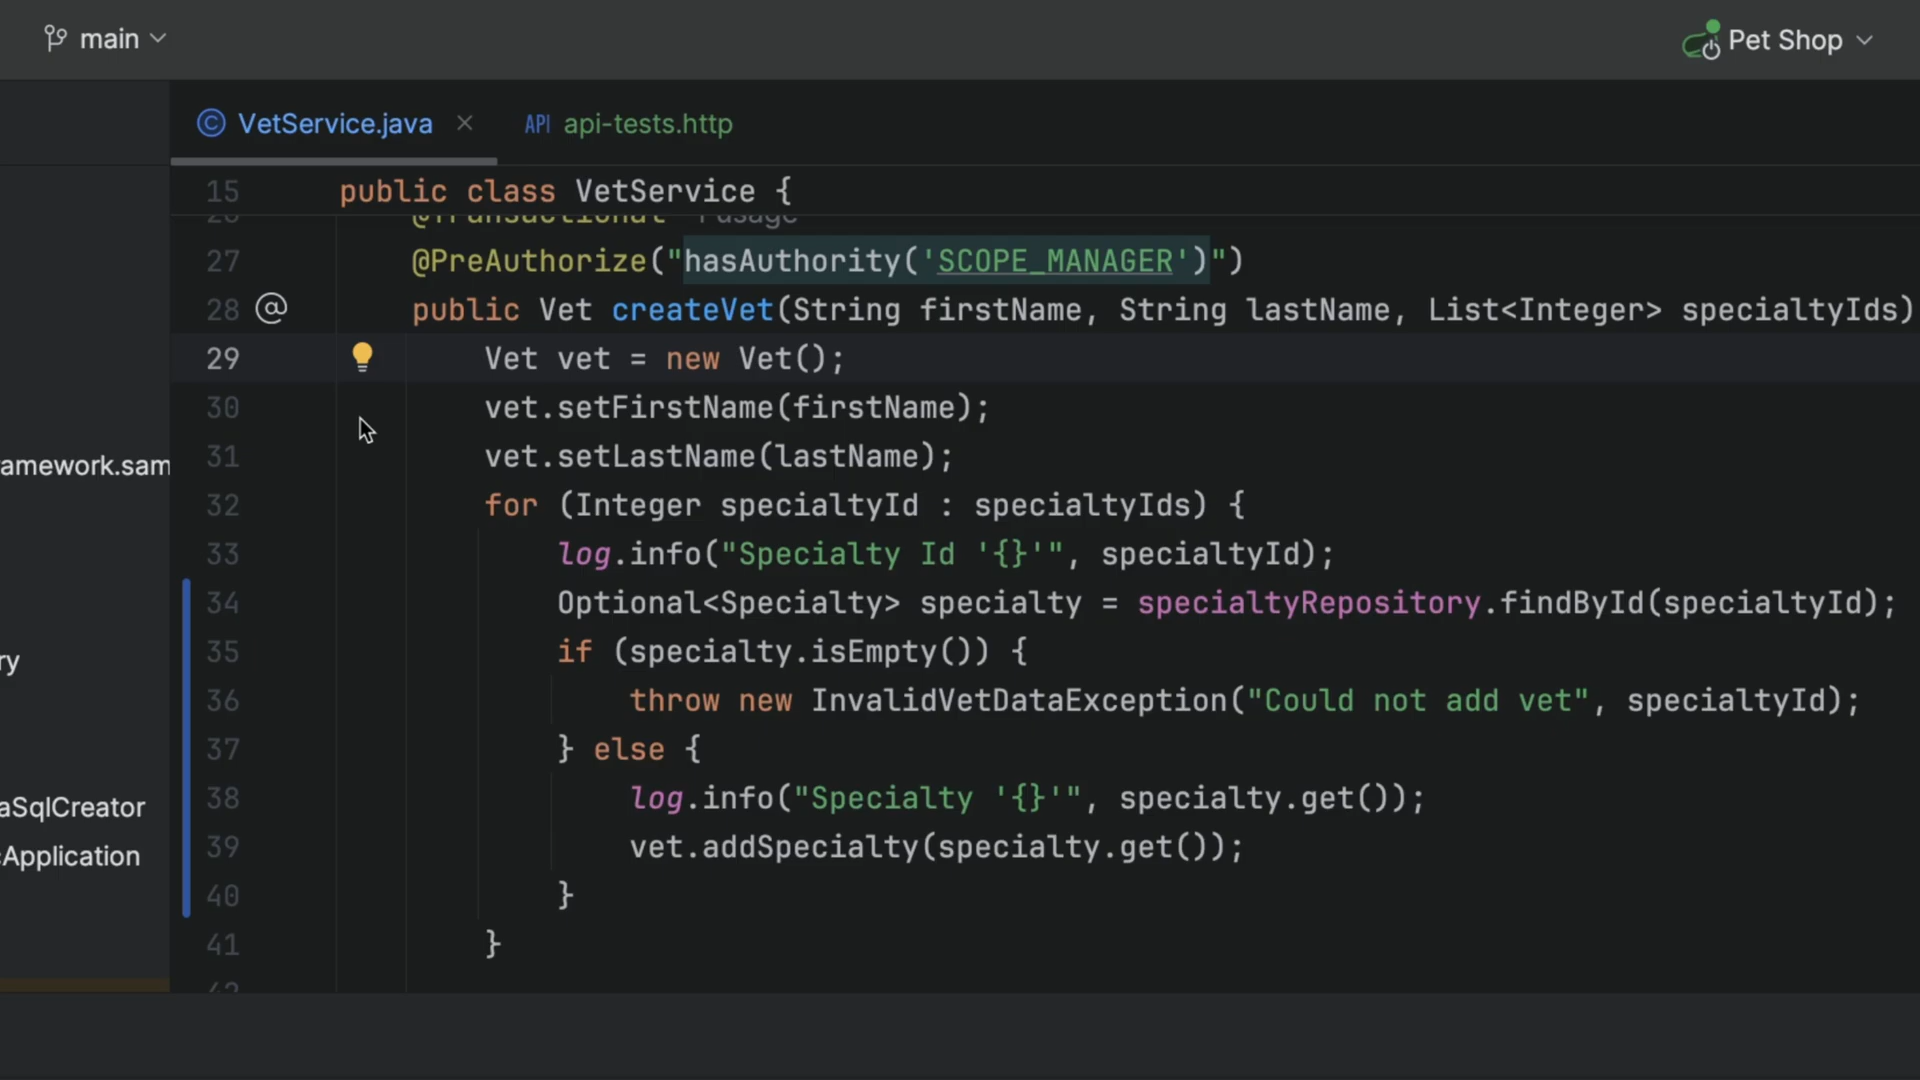 main
Pet Shop
VetService.java
API api-tests.http
15 public class VetService {
@Transactional 1 usage
27 @PreAuthorize("hasAuthority('SCOPE_MANAGER')")
28 @ public Vet createVet(String firstName, String lastName, List<Integer> specialtyIds)
29 Vet vet = new Vet();
30 vet.setFirstName(firstName);
31 vet.setLastName(lastName);
32 for (Integer specialtyId : specialtyIds) {
33 log.info("Specialty Id '{}'", specialtyId);
34 Optional<Specialty> specialty = specialtyRepository.findById(specialtyId);
35 if (specialty.isEmpty()) {
36 throw new InvalidVetDataException("Could not add vet", specialtyId);
37 } else {
38 log.info("Specialty '{}'", specialty.get());
39 vet.addSpecialty(specialty.get());
40 }
41 }
42
amework.sam
ry
aSqlCreator
Application